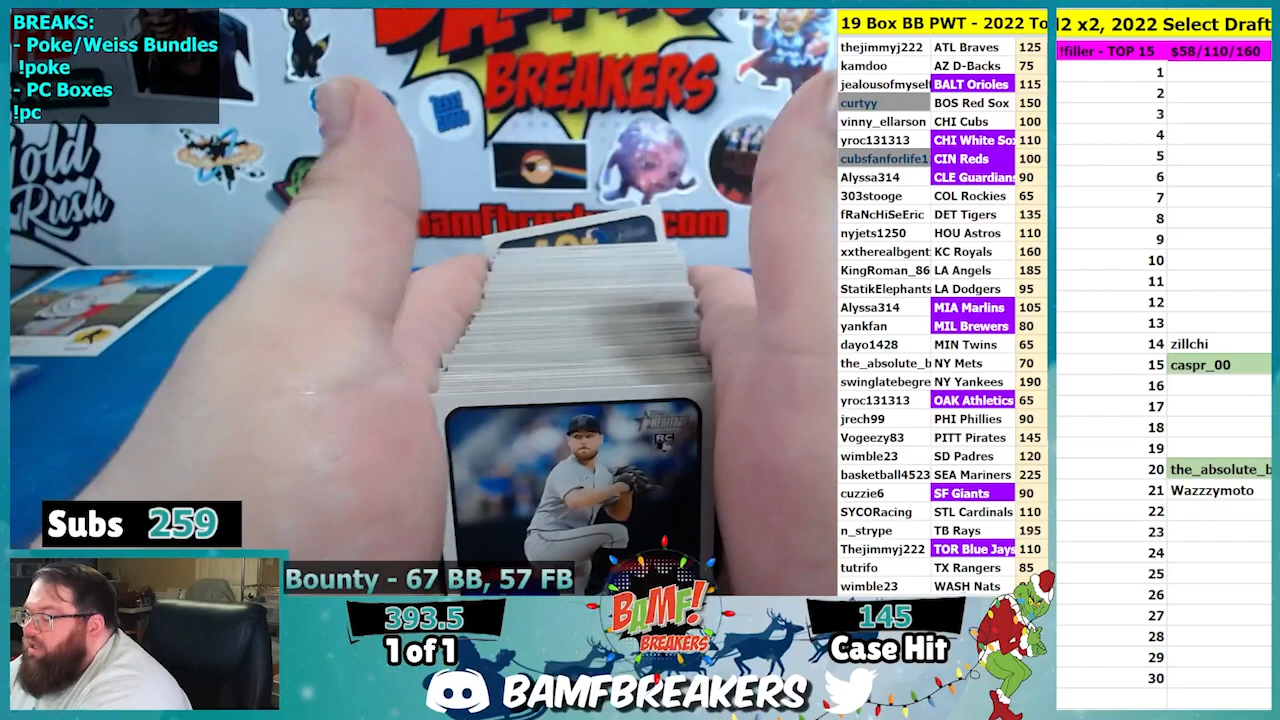 BREAKS:
- Poke/Weiss Bundles
!poke
- PC Boxes
!pc
BREAKERS
old
Rush
RC
Subs 259
Bounty - 67 BB, 57 FB
393.5
1 of 1
BAMF!
BREAKERS
145
Case Hit
BAMFBREAKERS
19 Box BB PWT - 2022 To
thejimmyj222 ATL Braves 125
kamdoo AZ D-Backs 75
jealousofmysel BALT Orioles 115
curtyy BOS Red Sox 150
vinny_ellarson CHI Cubs 100
yroc131313 CHI White So 110
cubsfanforlife1 CIN Reds 100
Alyssa314 CLE Guardians 90
303stooge COL Rockies 65
fRaNcHiSeEric DET Tigers 135
nyjets1250 HOU Astros 110
xxtherealbgent KC Royals 160
KingRoman_86 LA Angels 185
StatikElephants LA Dodgers 95
Alyssa314 MIA Marlins 105
yankfan MIL Brewers 80
dayo1428 MIN Twins 65
the_absolute_b NY Mets 70
swinglatebegre NY Yankees 190
yroc131313 OAK Athletics 65
jrech99 PHI Phillies 90
Vogeezy83 PITT Pirates 145
wimble23 SD Padres 120
basketball4523 SEA Mariners 225
cuzzie6 SF Giants 90
SYCORacing STL Cardinals 110
n_strype TB Rays 195
Thejimmyj222 TOR Blue Jays 110
tutrifo TX Rangers 85
wimble23 WASH Nats
2 x2, 2022 Select Draft
!filler - TOP 15 $58/110/160
1
2
3
4
5
6
7
8
9
10
11
12
13
14 zillchi
15 caspr_00
16
17
18
19
20 the_absolute_b
21 Wazzzymoto
22
23
24
25
26
27
28
29
30